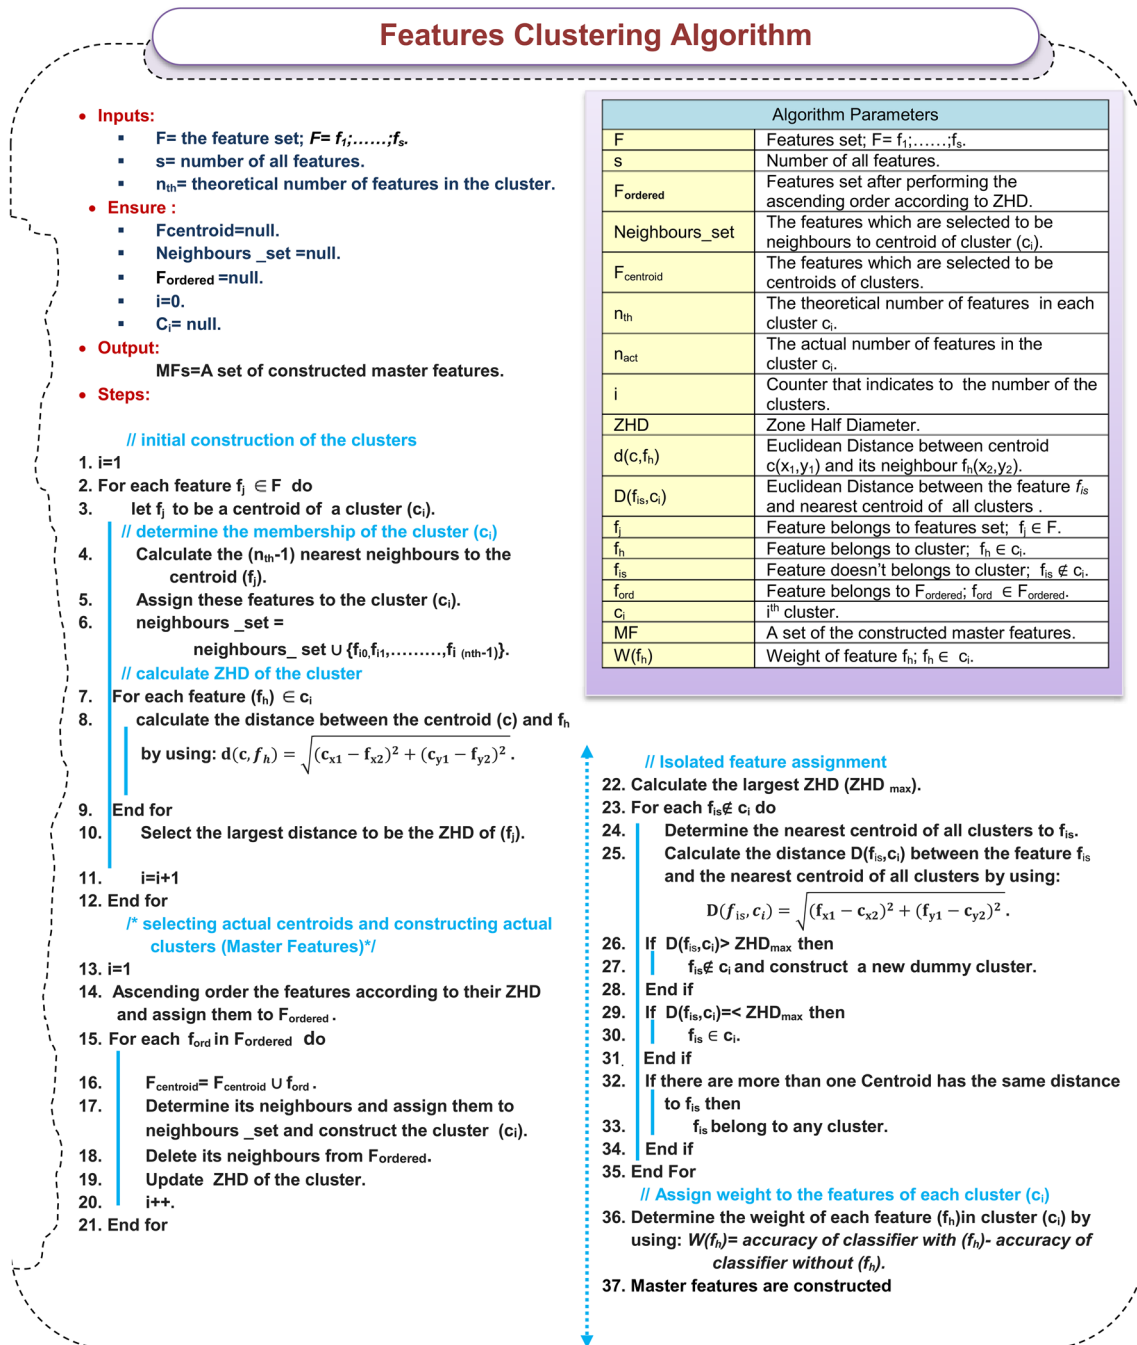 Features Clustering Algorithm
• Inputs:
▪ F= the feature set; F= f1;......;fs.
▪ s= number of all features.
▪ nth= theoretical number of features in the cluster.
• Ensure :
▪ Fcentroid=null.
▪ Neighbours _set =null.
▪ Fordered =null.
▪ i=0.
▪ Ci= null.
• Output:
MFs=A set of constructed master features.
• Steps:
// initial construction of the clusters
1. i=1
2. For each feature fj ∈ F do
3. let fj to be a centroid of a cluster (ci).
// determine the membership of the cluster (ci)
4. Calculate the (nth-1) nearest neighbours to the
centroid (fj).
5. Assign these features to the cluster (ci).
6. neighbours _set =
neighbours_ set ∪ {fi0,fi1,.........,fi (nth-1)}.
// calculate ZHD of the cluster
7. For each feature (fh) ∈ ci
8. calculate the distance between the centroid (c) and fh
by using: d(c, fh) = √((cx1 − fx2)² + (cy1 − fy2)²).
9. End for
10. Select the largest distance to be the ZHD of (fj).
11. i=i+1
12. End for
/* selecting actual centroids and constructing actual
clusters (Master Features)*/
13. i=1
14. Ascending order the features according to their ZHD
and assign them to Fordered .
15. For each ford in Fordered do
16. Fcentroid= Fcentroid ∪ ford .
17. Determine its neighbours and assign them to
neighbours _set and construct the cluster (ci).
18. Delete its neighbours from Fordered.
19. Update ZHD of the cluster.
20. i++.
21. End for
Algorithm Parameters
F Features set; F= f1;......;fs.
s Number of all features.
Fordered Features set after performing the
ascending order according to ZHD.
Neighbours_set The features which are selected to be
neighbours to centroid of cluster (ci).
Fcentroid The features which are selected to be
centroids of clusters.
nth The theoretical number of features in each
cluster ci.
nact The actual number of features in the
cluster ci.
i Counter that indicates to the number of the
clusters.
ZHD Zone Half Diameter.
d(c,fh) Euclidean Distance between centroid
c(x1,y1) and its neighbour fh(x2,y2).
D(fis,ci) Euclidean Distance between the feature fis
and nearest centroid of all clusters .
fj Feature belongs to features set; fj ∈ F.
fh Feature belongs to cluster; fh ∈ ci.
fis Feature doesn't belongs to cluster; fis ∉ ci.
ford Feature belongs to Fordered; ford ∈ Fordered.
ci ith cluster.
MF A set of the constructed master features.
W(fh) Weight of feature fh; fh ∈ ci.
// Isolated feature assignment
22. Calculate the largest ZHD (ZHD max).
23. For each fis∉ ci do
24. Determine the nearest centroid of all clusters to fis.
25. Calculate the distance D(fis,ci) between the feature fis
and the nearest centroid of all clusters by using:
D(fis, ci) = √((fx1 − cx2)² + (fy1 − cy2)²).
26. If D(fis,ci)> ZHDmax then
27. fis∉ ci and construct a new dummy cluster.
28. End if
29. If D(fis,ci)=< ZHDmax then
30. fis ∈ ci.
31. End if
32. If there are more than one Centroid has the same distance
to fis then
33. fis belong to any cluster.
34. End if
35. End For
// Assign weight to the features of each cluster (ci)
36. Determine the weight of each feature (fh)in cluster (ci) by
using: W(fh)= accuracy of classifier with (fh)- accuracy of
classifier without (fh).
37. Master features are constructed